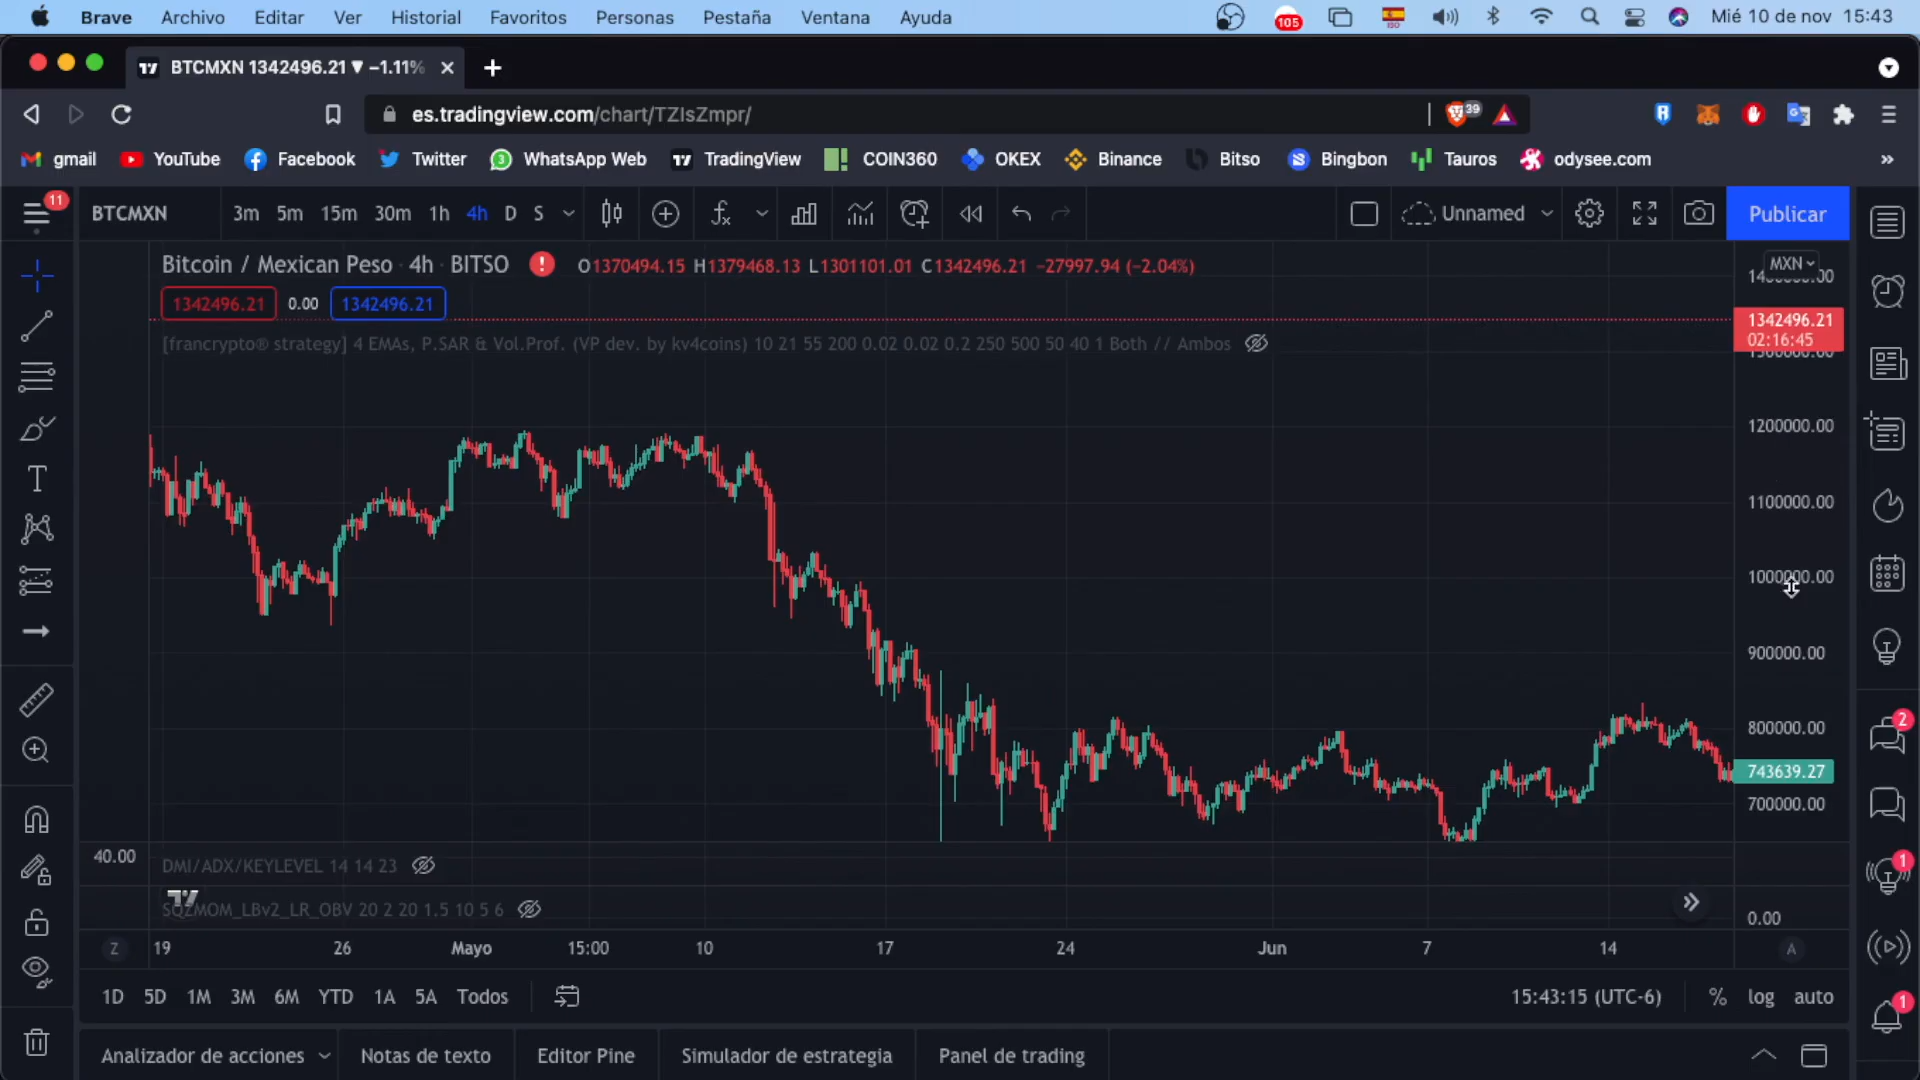 Brave Archivo Editar Ver Historial Favoritos Personas Pestaña Ventana Ayuda 105 ISO Mié 10 de nov 15:43
BTCMXN 1342496.21 ▼ −1.11%
es.tradingview.com/chart/TZIsZmpr/ 39
gmail YouTube Facebook Twitter 3 WhatsApp Web TradingView COIN360 OKEX Binance Bitso Bingbon Tauros odysee.com »
11 BTCMXN 3m 5m 15m 30m 1h 4h D S Unnamed Publicar
Bitcoin / Mexican Peso · 4h · BITSO O1370494.15 H1379468.13 L1301101.01 C1342496.21 −27997.94 (−2.04%)
MXN
1342496.21 0.00 1342496.21
1342496.21
02:16:45
[francrypto® strategy] 4 EMAs, P.SAR & Vol.Prof. (VP dev. by kv4coins) 10 21 55 200 0.02 0.02 0.2 250 500 50 40 1 Both // Ambos
1200000.00
1100000.00
1000000.00
900000.00
800000.00
743639.27
700000.00
40.00
DMI/ADX/KEYLEVEL 14 14 23
SQZMOM_LBv2_LR_OBV 20 2 20 1.5 10 5 6
0.00
Z 19 26 Mayo 15:00 10 17 24 Jun 7 14 A
1D 5D 1M 3M 6M YTD 1A 5A Todos 15:43:15 (UTC-6) % log auto
Analizador de acciones Notas de texto Editor Pine Simulador de estrategia Panel de trading
2
1
1